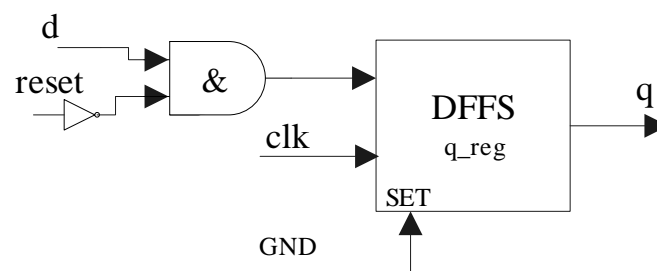 d
reset
&
clk
DFFS
q_reg
SET
q
GND